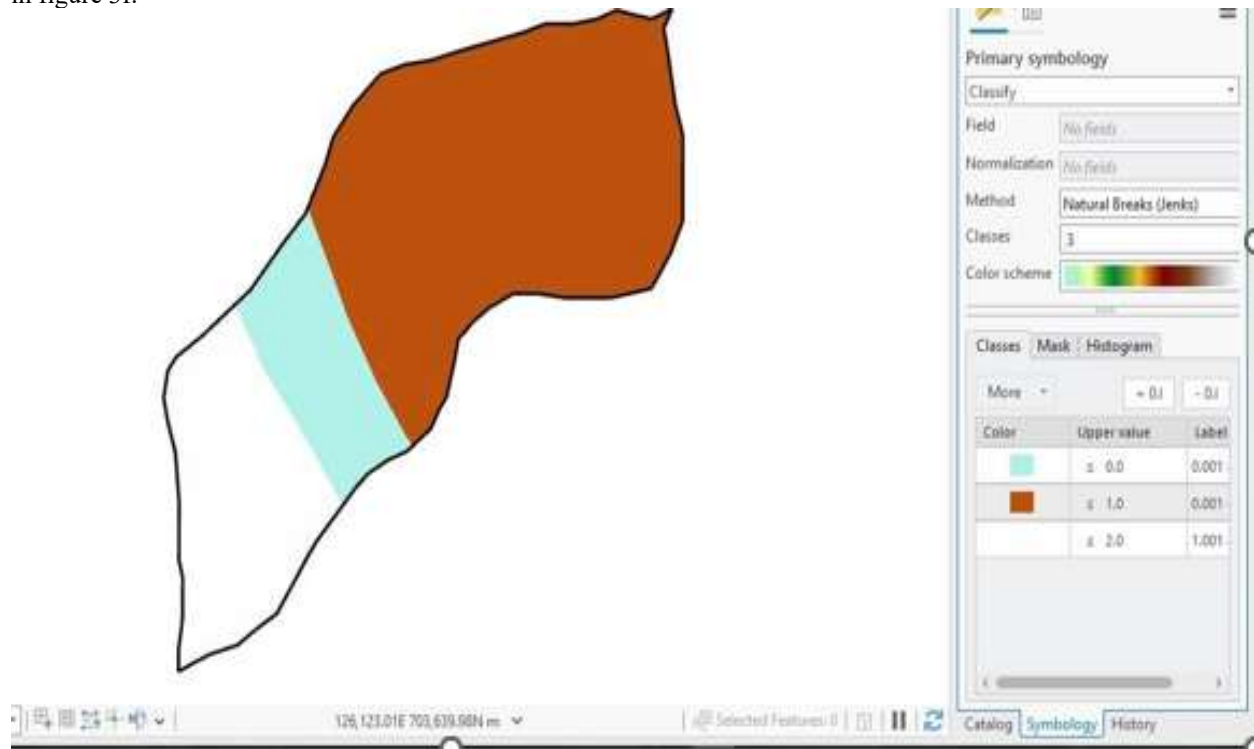 in figure 31.
Primary symbology
Classify
Field No fields
Normalization No fields
Method Natural Breaks (Jenks)
Classes 3
Color scheme
Classes Mask Histogram
More
Color Upper value Label
≤ 0.0 0.001
≤ 1.0 0.001
≤ 2.0 1.001
126,123.01E 703,639.98N m
Selected Features: 0
Catalog Symbology History